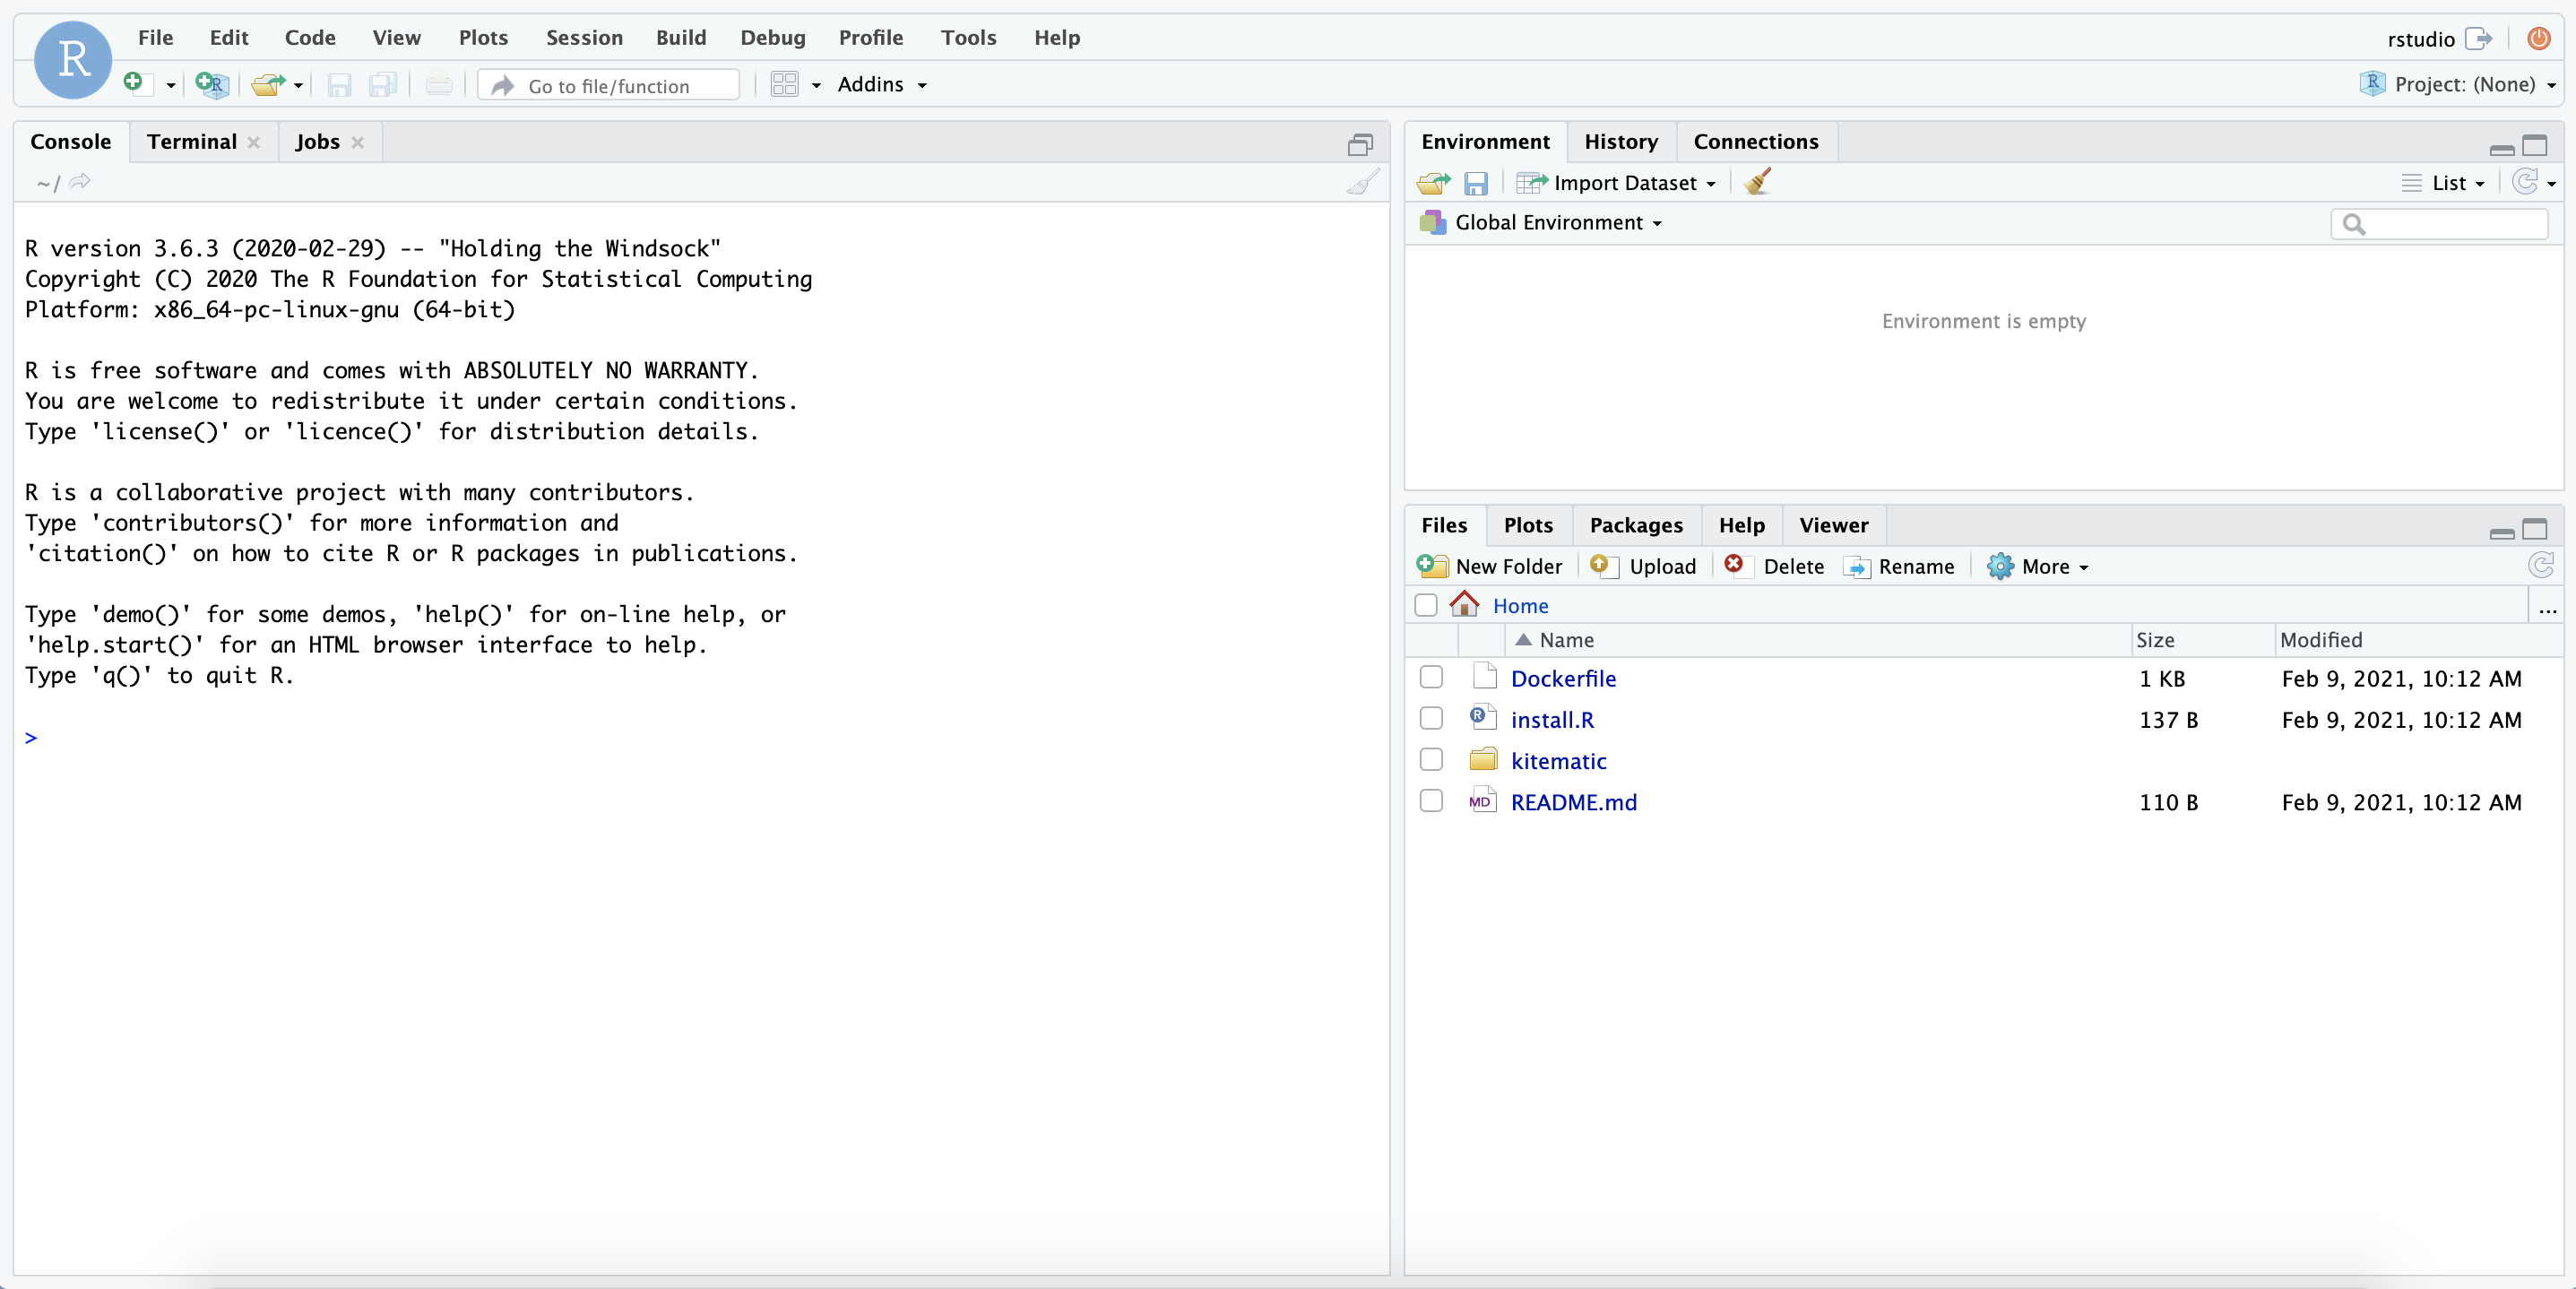 R File Edit Code View Plots Session Build Debug Profile Tools Help rstudio
R Go to file/function Addins R Project: (None)
Console Terminal Jobs
~/
R version 3.6.3 (2020-02-29) -- "Holding the Windsock"
Copyright (C) 2020 The R Foundation for Statistical Computing
Platform: x86_64-pc-linux-gnu (64-bit)
R is free software and comes with ABSOLUTELY NO WARRANTY.
You are welcome to redistribute it under certain conditions.
Type 'license()' or 'licence()' for distribution details.
R is a collaborative project with many contributors.
Type 'contributors()' for more information and
'citation()' on how to cite R or R packages in publications.
Type 'demo()' for some demos, 'help()' for on-line help, or
'help.start()' for an HTML browser interface to help.
Type 'q()' to quit R.
>
Environment History Connections
Import Dataset List
Global Environment
Environment is empty
Files Plots Packages Help Viewer
New Folder Upload Delete Rename More
Home ...
Name Size Modified
Dockerfile 1 KB Feb 9, 2021, 10:12 AM
R install.R 137 B Feb 9, 2021, 10:12 AM
kitematic
MD README.md 110 B Feb 9, 2021, 10:12 AM